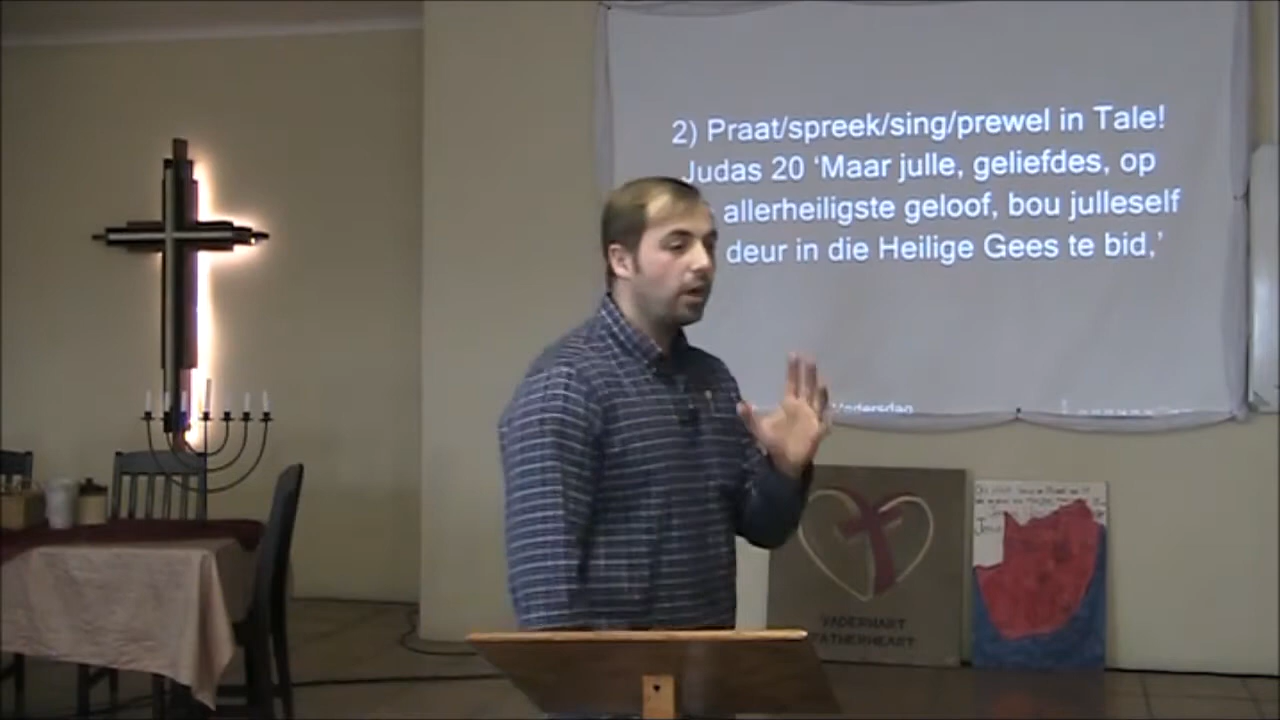 2) Praat/spreek/sing/prewel in Tale!
Judas 20 ‘Maar julle, geliefdes, op
allerheiligste geloof, bou julleself
deur in die Heilige Gees te bid,’
Vadersdag
VADERHART
FATHERHEART